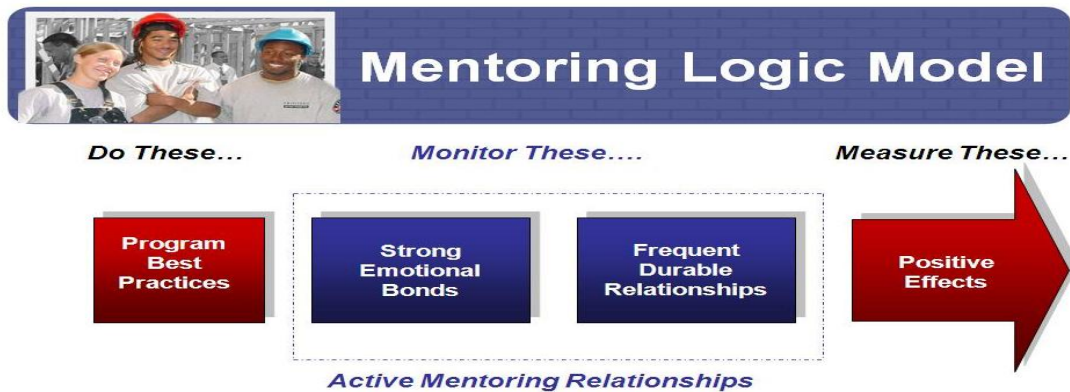 Mentoring Logic Model
Do These...
Monitor These....
Measure These...
Program
Best
Practices
Strong
Emotional
Bonds
Frequent
Durable
Relationships
Positive
Effects
Active Mentoring Relationships